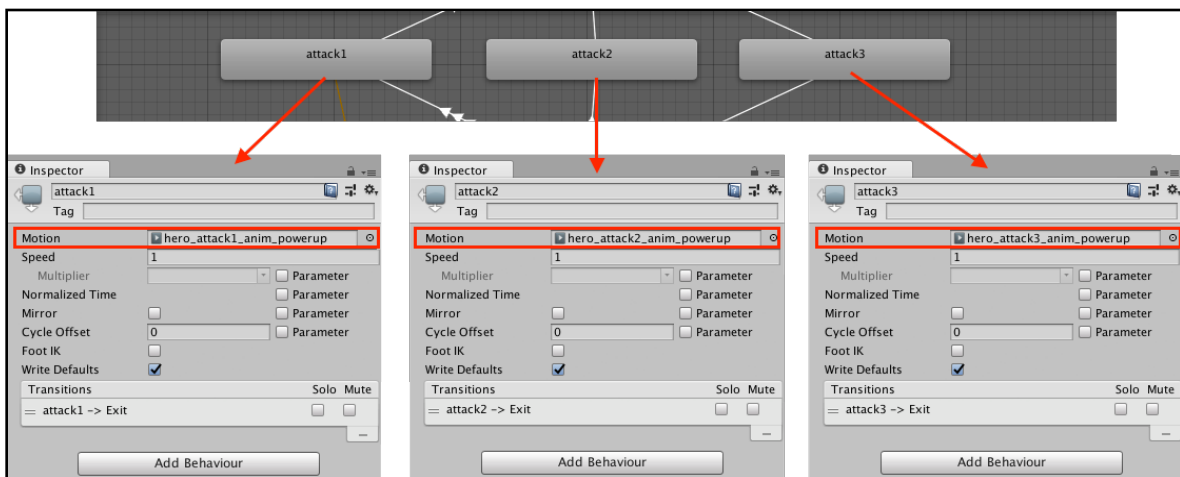 attack1
attack2
attack3
Inspector
attack1
Tag
Motion hero_attack1_anim_powerup
Speed 1
Multiplier Parameter
Normalized Time Parameter
Mirror Parameter
Cycle Offset 0 Parameter
Foot IK
Write Defaults
Transitions Solo Mute
attack1 -> Exit
Add Behaviour
Inspector
attack2
Tag
Motion hero_attack2_anim_powerup
Speed 1
Multiplier Parameter
Normalized Time Parameter
Mirror Parameter
Cycle Offset 0 Parameter
Foot IK
Write Defaults
Transitions Solo Mute
attack2 -> Exit
Add Behaviour
Inspector
attack3
Tag
Motion hero_attack3_anim_powerup
Speed 1
Multiplier Parameter
Normalized Time Parameter
Mirror Parameter
Cycle Offset 0 Parameter
Foot IK
Write Defaults
Transitions Solo Mute
attack3 -> Exit
Add Behaviour